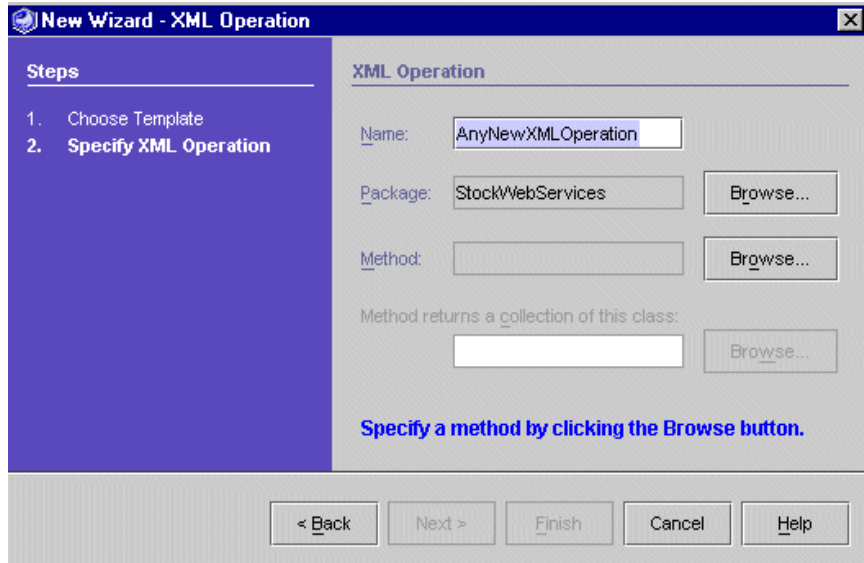 New Wizard - XML Operation
Steps
1. Choose Template
2. Specify XML Operation
XML Operation
Name: AnyNewXMLOperation
Package: StockWebServices Browse...
Method: Browse...
Method returns a collection of this class:
Browse...
Specify a method by clicking the Browse button.
< Back Next > Finish Cancel Help